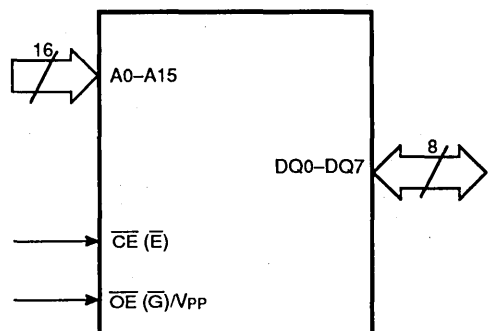 16
A0–A15
8
DQ0–DQ7
CE (E)
OE (G)/VPP